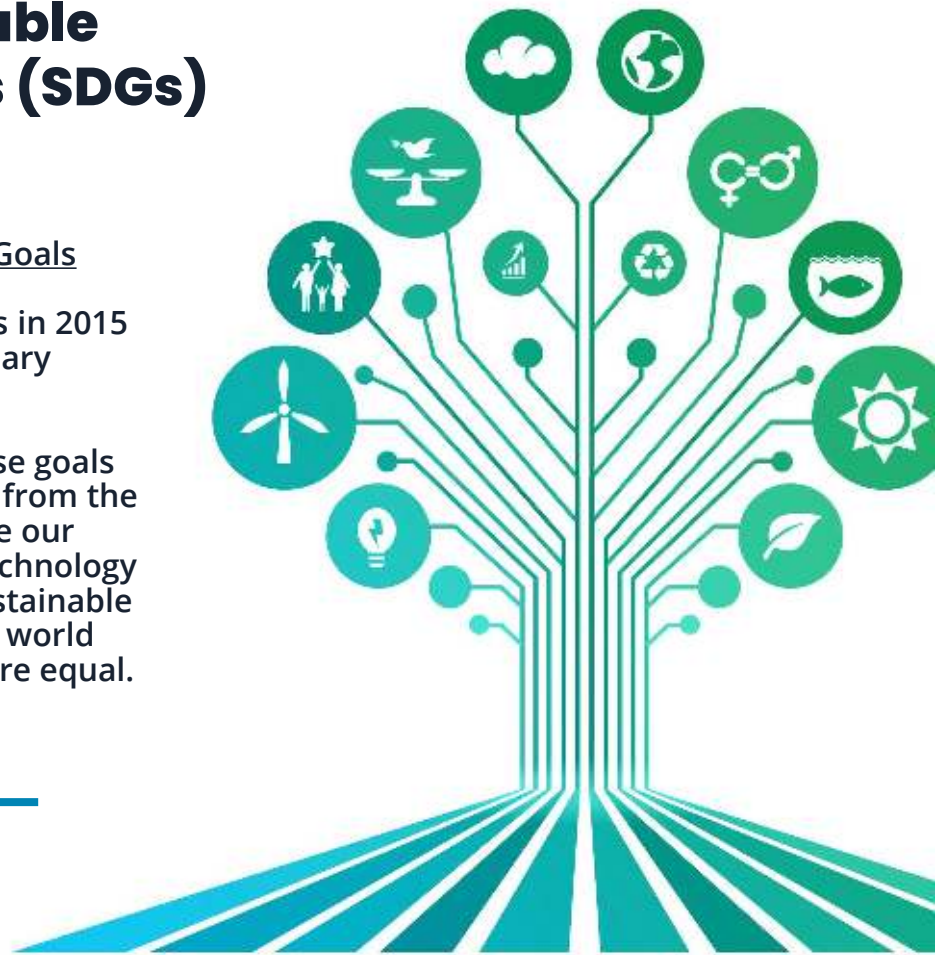 able
s (SDGs)
Goals
s in 2015
ary
se goals
from the
e our
chnology
stainable
world
re equal.